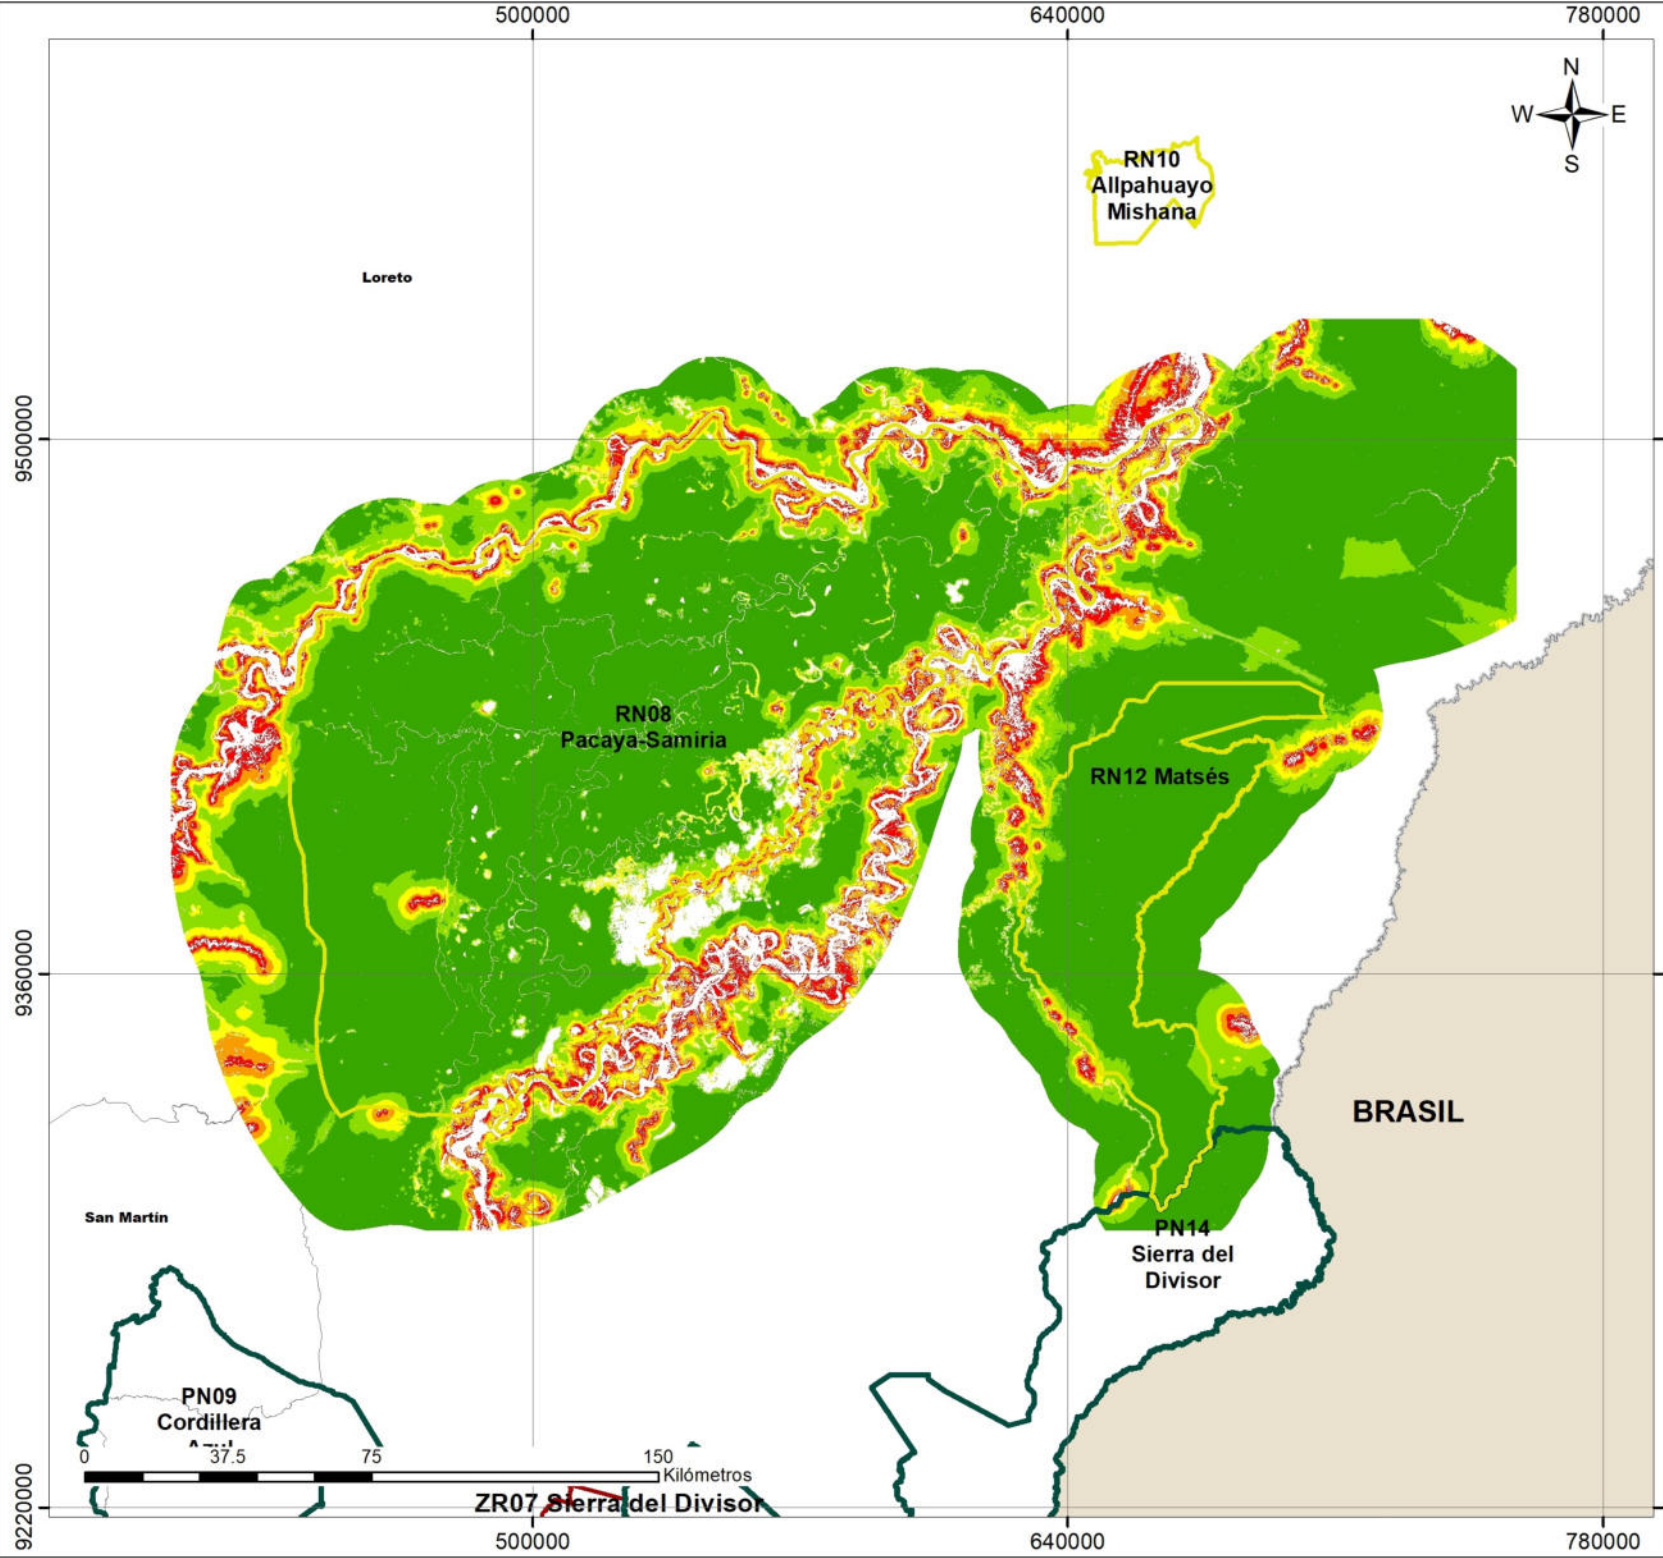 500000
640000
780000
N
W
E
S
RN10
Allpahuayo
Mishana
Loreto
9500000
RN08
Pacaya-Samiria
RN12 Matsés
9360000
BRASIL
San Martín
PN14
Sierra del
Divisor
PN09
Cordillera
Azul
0
37.5
75
150
Kilómetros
ZR07 Sierra del Divisor
9220000
500000
640000
780000